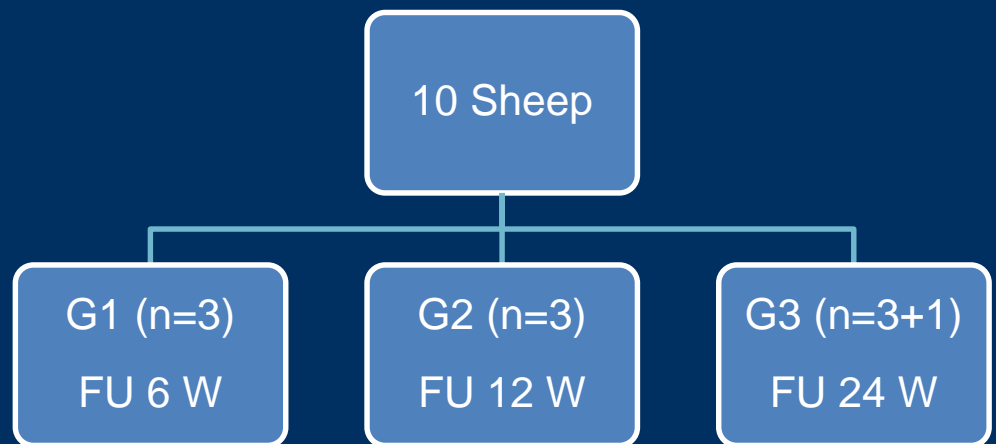 10 Sheep
G1 (n=3)
FU 6 W
G2 (n=3)
FU 12 W
G3 (n=3+1)
FU 24 W